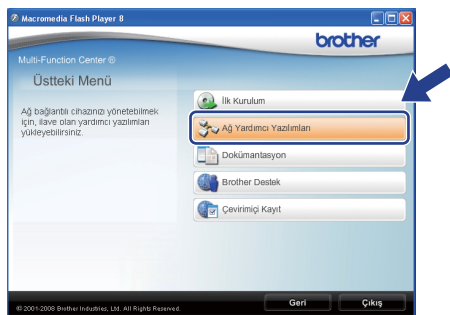 Macromedia Flash Player 8
brother
Multi-Function Center ®
Üstteki Menü
Ağ bağlantılı cihazınızı yönetebilmek
için, ilave olan yardımcı yazılımları
yükleyebilirsiniz.
İlk Kurulum
Ağ Yardımcı Yazılımları
Dokümantasyon
Brother Destek
Çevirimiçi Kayıt
© 2001-2008 Brother Industries, Ltd. All Rights Reserved.
Geri
Çıkış